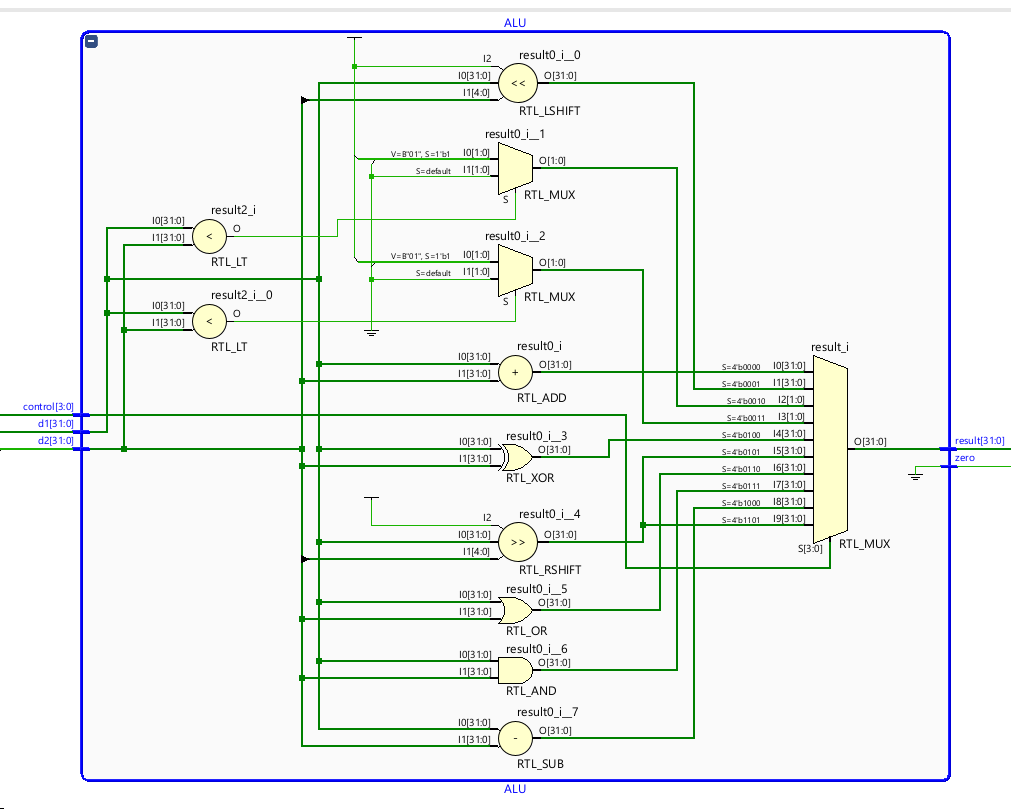 ALU
result0_i__0
I2
I0[31:0]
O[31:0]
<<
I1[4:0]
RTL_LSHIFT
result0_i__1
V=B"01", S=1'b1
I0[1:0]
O[1:0]
S=default
I1[1:0]
S
RTL_MUX
result2_i
I0[31:0]
O
I1[31:0]
<
RTL_LT
result0_i__2
V=B"01", S=1'b1
I0[1:0]
O[1:0]
S=default
I1[1:0]
S
RTL_MUX
result2_i__0
I0[31:0]
O
I1[31:0]
<
RTL_LT
result0_i
I0[31:0]
O[31:0]
I1[31:0]
+
RTL_ADD
result_i
S=4'b0000
I0[31:0]
S=4'b0001
I1[31:0]
S=4'b0010
I2[1:0]
S=4'b0011
I3[1:0]
S=4'b0100
I4[31:0]
S=4'b0101
I5[31:0]
S=4'b0110
I6[31:0]
S=4'b0111
I7[31:0]
S=4'b1000
I8[31:0]
S=4'b1101
I9[31:0]
O[31:0]
S[3:0]
RTL_MUX
control[3:0]
d1[31:0]
d2[31:0]
result[31:0]
zero
result0_i__3
I0[31:0]
O[31:0]
I1[31:0]
RTL_XOR
result0_i__4
I2
I0[31:0]
O[31:0]
>>
I1[4:0]
RTL_RSHIFT
result0_i__5
I0[31:0]
O[31:0]
I1[31:0]
RTL_OR
result0_i__6
I0[31:0]
O[31:0]
I1[31:0]
RTL_AND
result0_i__7
I0[31:0]
O[31:0]
I1[31:0]
-
RTL_SUB
ALU